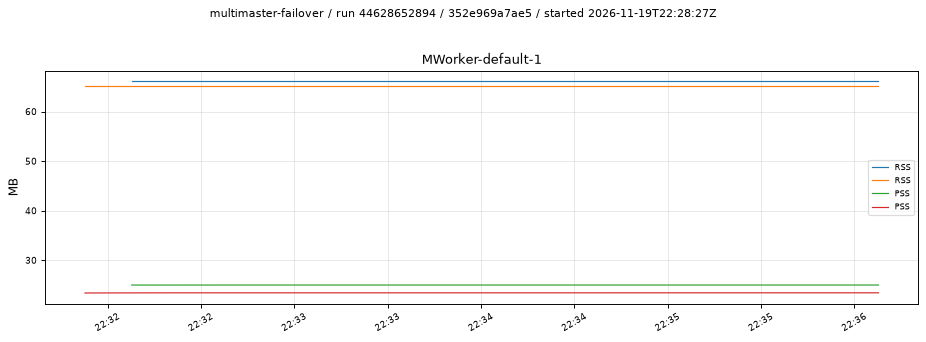 multimaster-failover / run 44628652894 / 352e969a7ae5 / started 2026-11-19T22:28:27Z
MWorker-default-1
60
50
40
30
MB
RSS
RSS
PSS
PSS
22:32
22:32
22:33
22:33
22:34
22:34
22:35
22:35
22:36